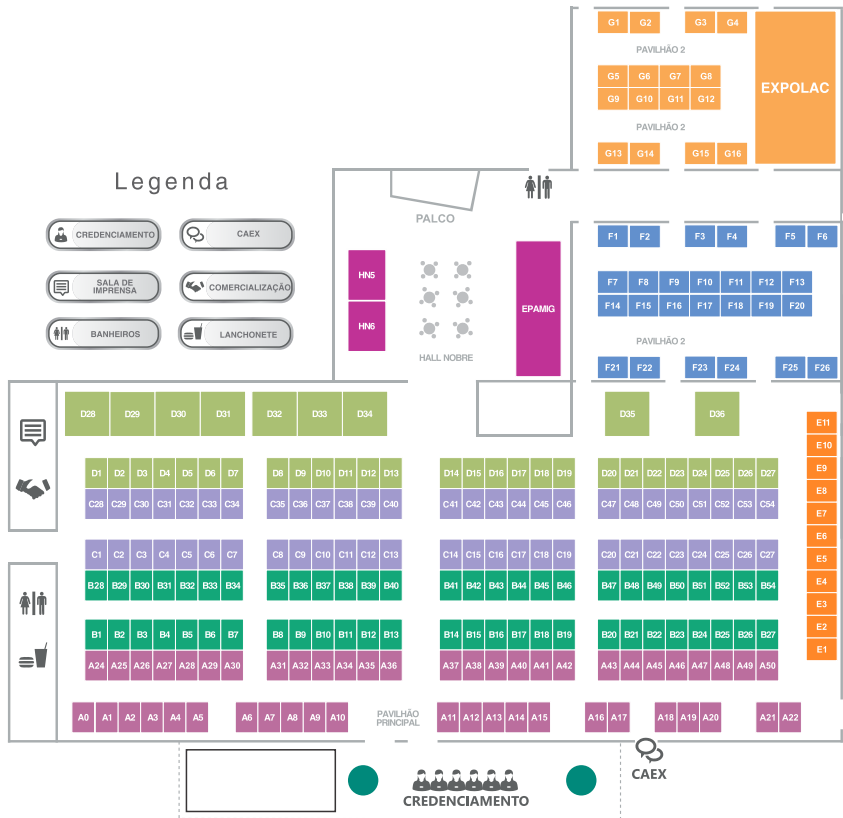 G1 G2 G3 G4
PAVILHÃO 2
G5 G6 G7 G8
EXPOLAC
G9 G10 G11 G12
PAVILHÃO 2
G13 G14 G15 G16
Legenda
PALCO
CREDENCIAMENTO
CAEX
SALA DE
IMPRENSA
COMERCIALIZAÇÃO
BANHEIROS
LANCHONETE
HN5
HN6
EPAMIG
HALL NOBRE
F1 F2 F3 F4 F5 F6
F7 F8 F9 F10 F11 F12 F13
F14 F15 F16 F17 F18 F19 F20
PAVILHÃO 2
F21 F22 F23 F24 F25 F26
D28 D29 D30 D31 D32 D33 D34 D35 D36
E11
E10
E9
E8
E7
E6
E5
E4
E3
E2
E1
D1 D2 D3 D4 D5 D6 D7 D8 D9 D10 D11 D12 D13 D14 D15 D16 D17 D18 D19 D20 D21 D22 D23 D24 D25 D26 D27
C28 C29 C30 C31 C32 C33 C34 C35 C36 C37 C38 C39 C40 C41 C42 C43 C44 C45 C46 C47 C48 C49 C50 C51 C52 C53 C54
C1 C2 C3 C4 C5 C6 C7 C8 C9 C10 C11 C12 C13 C14 C15 C16 C17 C18 C19 C20 C21 C22 C23 C24 C25 C26 C27
B28 B29 B30 B31 B32 B33 B34 B35 B36 B37 B38 B39 B40 B41 B42 B43 B44 B45 B46 B47 B48 B49 B50 B51 B52 B53 B54
B1 B2 B3 B4 B5 B6 B7 B8 B9 B10 B11 B12 B13 B14 B15 B16 B17 B18 B19 B20 B21 B22 B23 B24 B25 B26 B27
A24 A25 A26 A27 A28 A29 A30 A31 A32 A33 A34 A35 A36 A37 A38 A39 A40 A41 A42 A43 A44 A45 A46 A47 A48 A49 A50
A0 A1 A2 A3 A4 A5 A6 A7 A8 A9 A10
PAVILHÃO
PRINCIPAL
A11 A12 A13 A14 A15 A16 A17 A18 A19 A20 A21 A22
CAEX
CREDENCIAMENTO